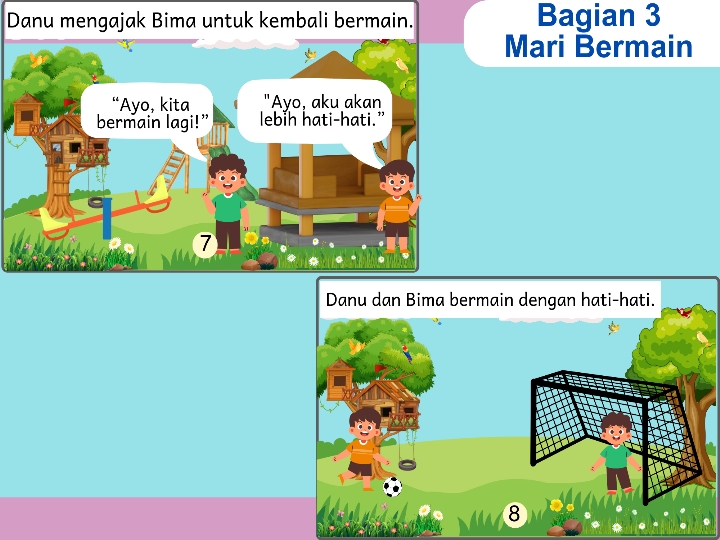 Bagian 3
Mari Bermain
Danu mengajak Bima untuk kembali bermain.
“Ayo, kita
bermain lagi!”
"Ayo, aku akan
lebih hati-hati.”
7
Danu dan Bima bermain dengan hati-hati.
8